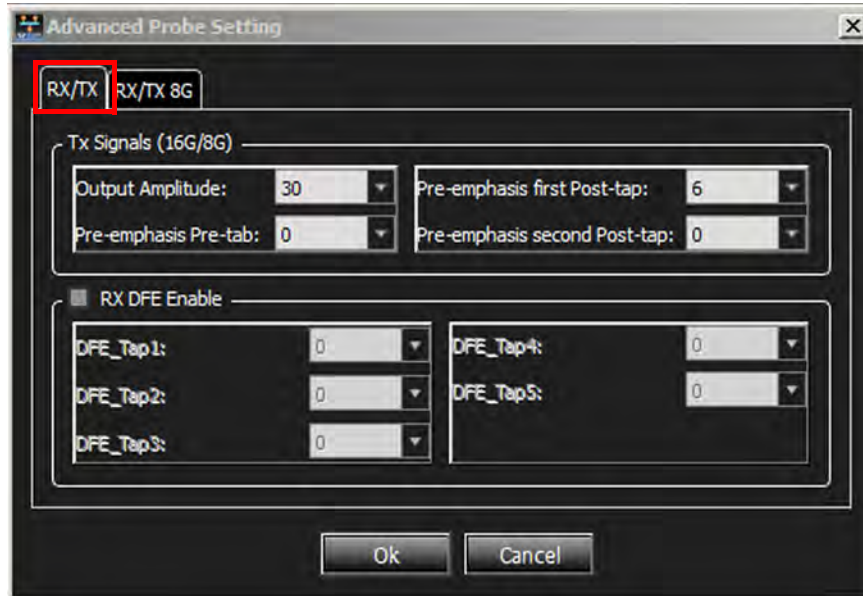 Advanced Probe Setting
RX/TX RX/TX 8G
Tx Signals (16G/8G)
Output Amplitude: 30 Pre-emphasis first Post-tap: 6
Pre-emphasis Pre-tab: 0 Pre-emphasis second Post-tap: 0
RX DFE Enable
DFE_Tap1: 0 DFE_Tap4: 0
DFE_Tap2: 0 DFE_Tap5: 0
DFE_Tap3: 0
Ok Cancel